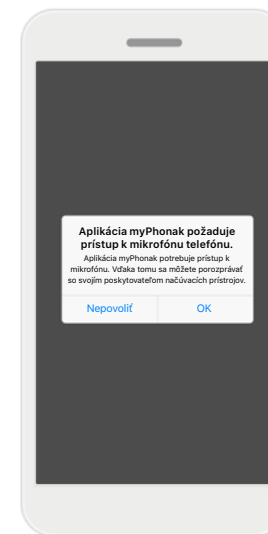 Aplikácia myPhonak požaduje
prístup k mikrofónu telefónu.
Aplikácia myPhonak potrebuje prístup k
mikrofónu. Vďaka tomu sa môžete porozprávať
so svojím poskytovateľom načúvacích prístrojov.
Nepovoliť OK